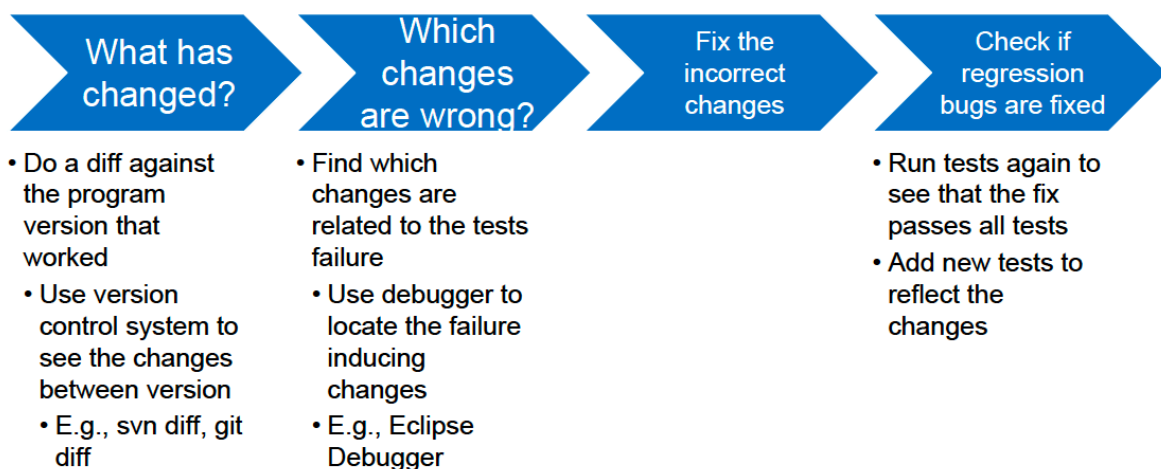 What has
changed?
Which
changes
are wrong?
Fix the
incorrect
changes
Check if
regression
bugs are fixed
• Do a diff against
the program
version that
worked
• Use version
control system to
see the changes
between version
• E.g., svn diff, git
diff
• Find which
changes are
related to the tests
failure
• Use debugger to
locate the failure
inducing
changes
• E.g., Eclipse
Debugger
• Run tests again to
see that the fix
passes all tests
• Add new tests to
reflect the
changes